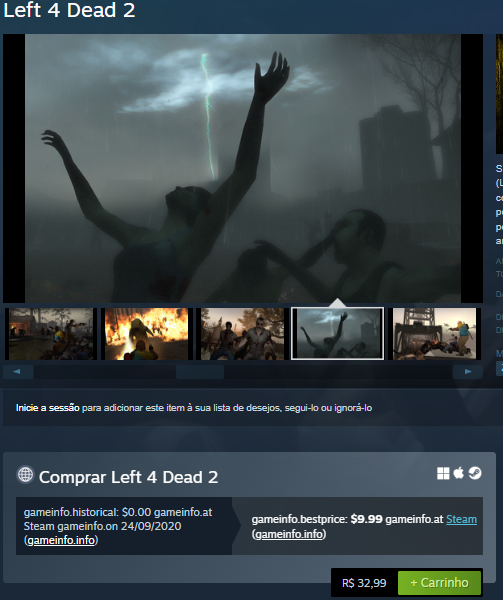 Left 4 Dead 2
Inicie a sessão para adicionar este item à sua lista de desejos, segui-lo ou ignorá-lo
Comprar Left 4 Dead 2
gameinfo.historical: $0.00 gameinfo.at
Steam gameinfo.on 24/09/2020
(gameinfo.info)
gameinfo.bestprice: $9.99 gameinfo.at Steam
(gameinfo.info)
R$ 32,99
+ Carrinho